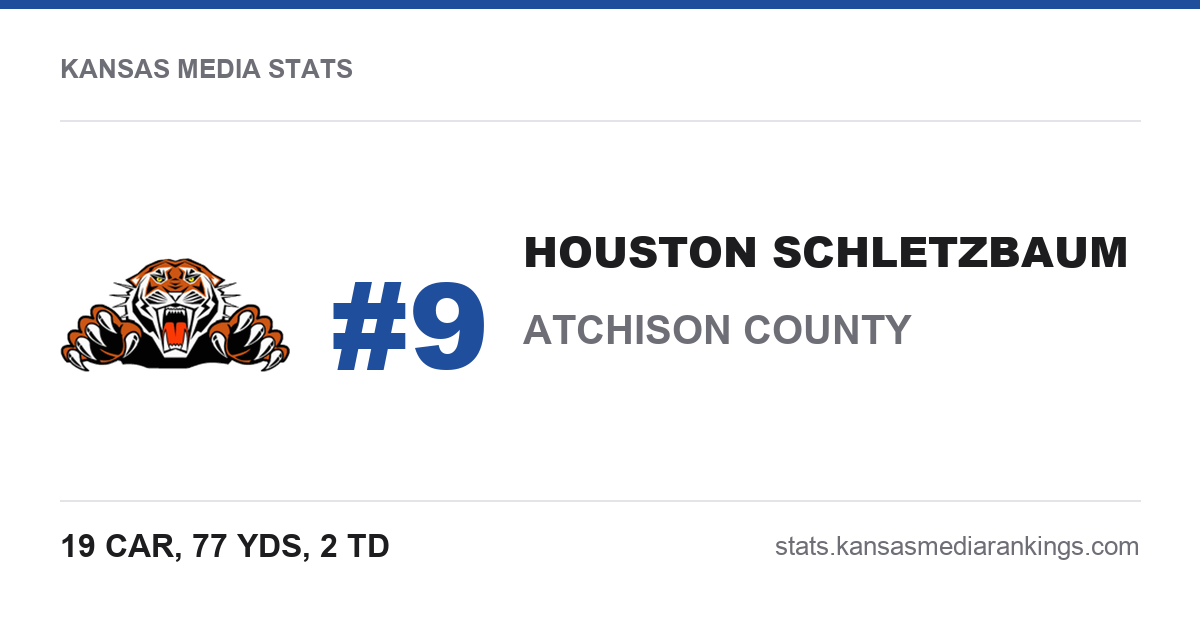 KANSAS MEDIA STATS
#9
HOUSTON SCHLETZBAUM
ATCHISON COUNTY
19 CAR, 77 YDS, 2 TD
stats.kansasmediarankings.com